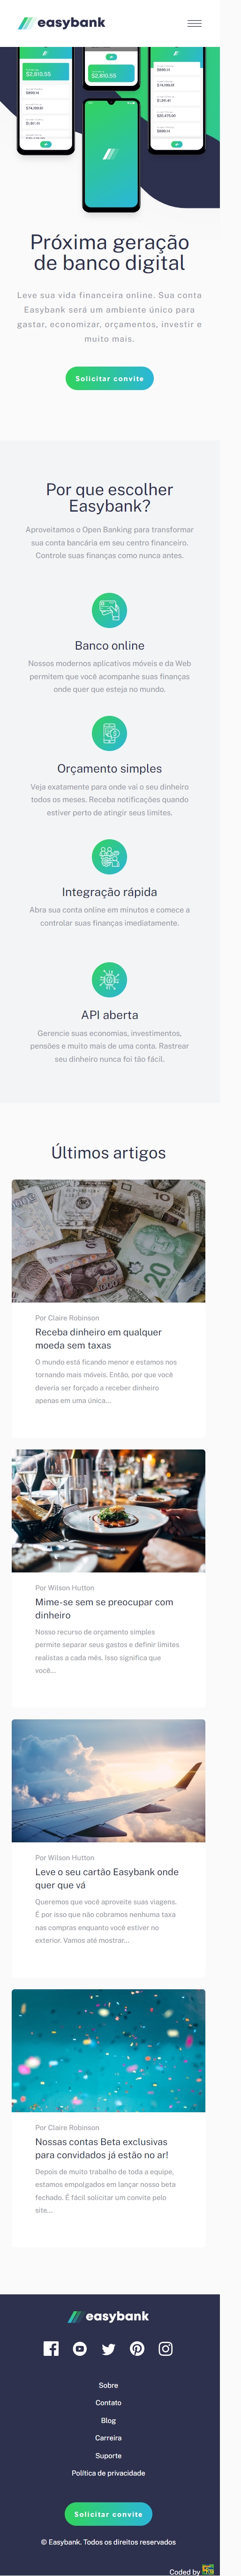 easybank
$2,810.55
$2,810.55
Próxima geração
de banco digital
Leve sua vida financeira online. Sua conta
Easybank será um ambiente único para
gastar, economizar, orçamentos, investir e
muito mais.
Solicitar convite
Por que escolher
Easybank?
Aproveitamos o Open Banking para transformar
sua conta bancária em seu centro financeiro.
Controle suas finanças como nunca antes.
Banco online
Nossos modernos aplicativos móveis e da Web
permitem que você acompanhe suas finanças
onde quer que esteja no mundo.
Orçamento simples
Veja exatamente para onde vai o seu dinheiro
todos os meses. Receba notificações quando
estiver perto de atingir seus limites.
Integração rápida
Abra sua conta online em minutos e comece a
controlar suas finanças imediatamente.
API aberta
Gerencie suas economias, investimentos,
pensões e muito mais de uma conta. Rastrear
seu dinheiro nunca foi tão fácil.
Últimos artigos
Por Claire Robinson
Receba dinheiro em qualquer
moeda sem taxas
O mundo está ficando menor e estamos nos
tornando mais móveis. Então, por que você
deveria ser forçado a receber dinheiro
apenas em uma única...
Por Wilson Hutton
Mime-se sem se preocupar com
dinheiro
Nosso recurso de orçamento simples
permite separar seus gastos e definir limites
realistas a cada mês. Isso significa que
você...
Por Wilson Hutton
Leve o seu cartão Easybank onde
quer que vá
Queremos que você aproveite suas viagens.
É por isso que não cobramos nenhuma taxa
nas compras enquanto você estiver no
exterior. Vamos até mostrar...
Por Claire Robinson
Nossas contas Beta exclusivas
para convidados já estão no ar!
Depois de muito trabalho de toda a equipe,
estamos empolgados em lançar nosso beta
fechado. É fácil solicitar um convite pelo
site...
easybank
Sobre
Contato
Blog
Carreira
Suporte
Política de privacidade
Solicitar convite
© Easybank. Todos os direitos reservados
Coded by